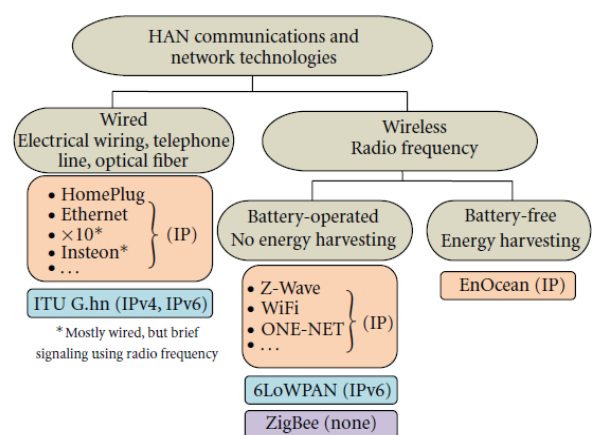 HAN communications and
network technologies
Wired
Electrical wiring, telephone
line, optical fiber
• HomePlug
• Ethernet
• ×10*
• Insteon*
• ...
(IP)
ITU G.hn (IPv4, IPv6)
* Mostly wired, but brief
signaling using radio frequency
Wireless
Radio frequency
Battery-operated
No energy harvesting
• Z-Wave
• WiFi
• ONE-NET
• ...
(IP)
6LoWPAN (IPv6)
ZigBee (none)
Battery-free
Energy harvesting
EnOcean (IP)